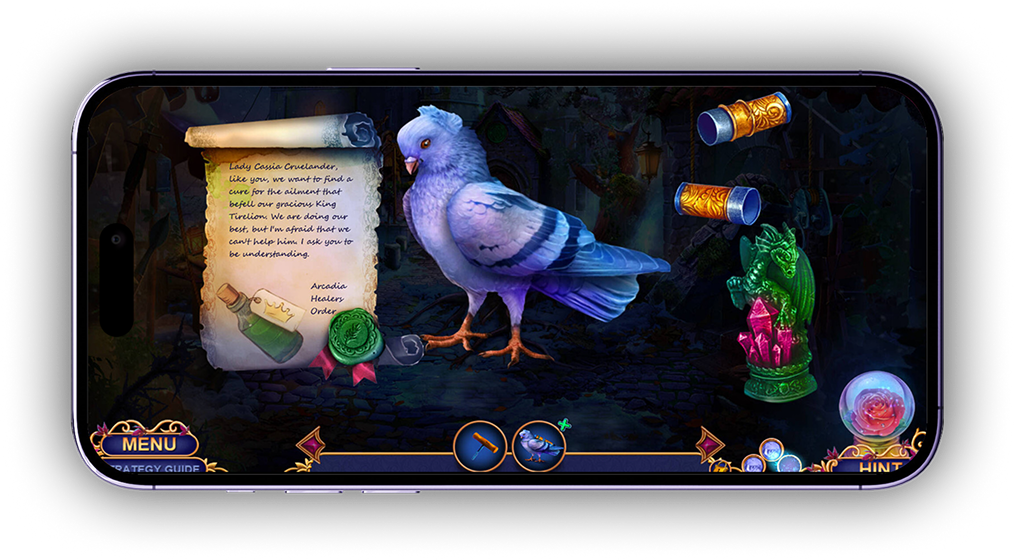 Lady Cassia Cruelander,
like you, we want to find a
cure for the ailment that
befell our gracious King
Tirelion. We are doing our
best, but I'm afraid that we
can't help him. I ask you to
be understanding.
Arcadia
Healers
Order
MENU
TRATEGY GUIDE
HINT